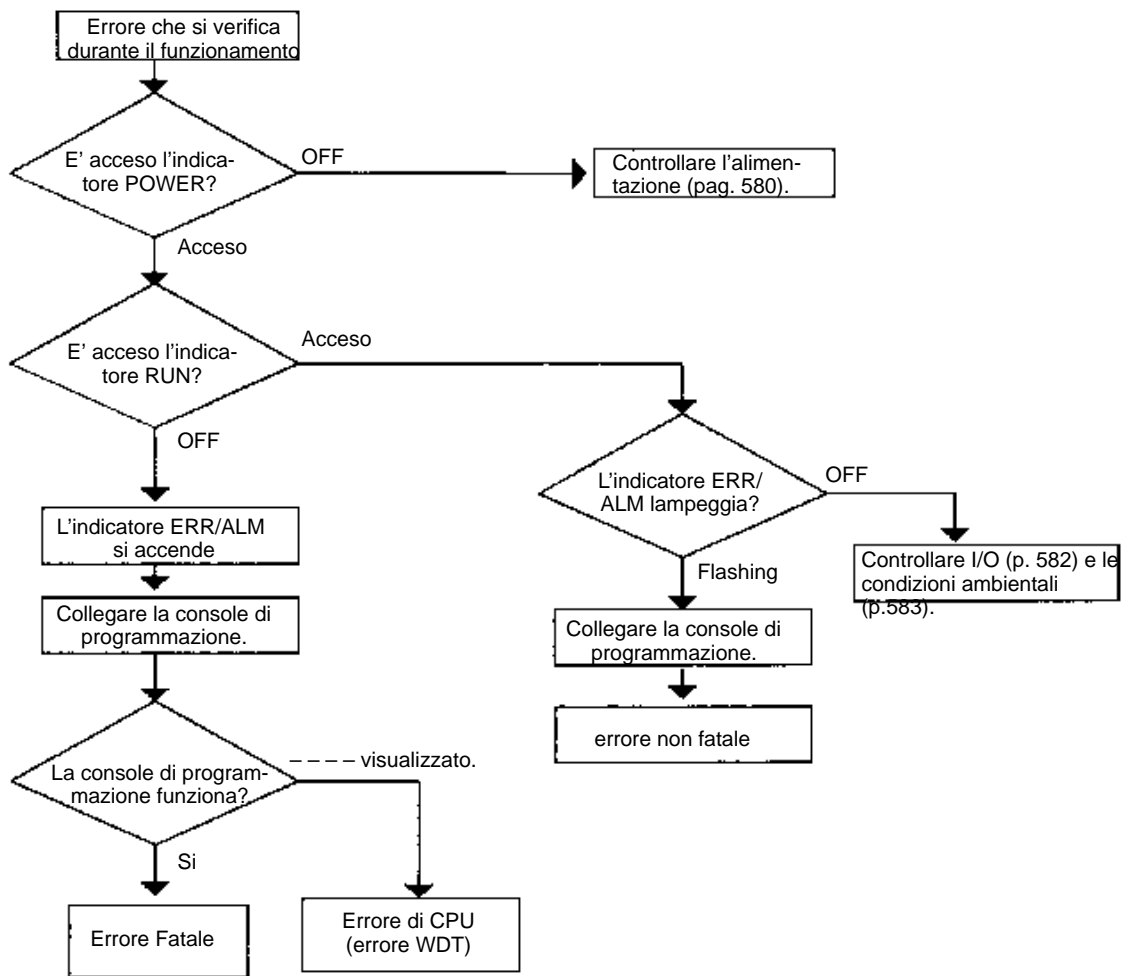 Errore che si verifica
durante il funzionamento
E' acceso l'indica-
tore POWER?
OFF
Controllare l'alimen-
tazione (pag. 580).
Acceso
E' acceso l'indica-
tore RUN?
Acceso
OFF
L'indicatore ERR/
ALM lampeggia?
OFF
L'indicatore ERR/ALM
si accende
Controllare I/O (p. 582) e le
condizioni ambientali
(p.583).
Flashing
Collegare la console di
programmazione.
Collegare la console di
programmazione.
errore non fatale
La console di program-
mazione funziona?
– – – – visualizzato.
Si
Errore Fatale
Errore di CPU
(errore WDT)